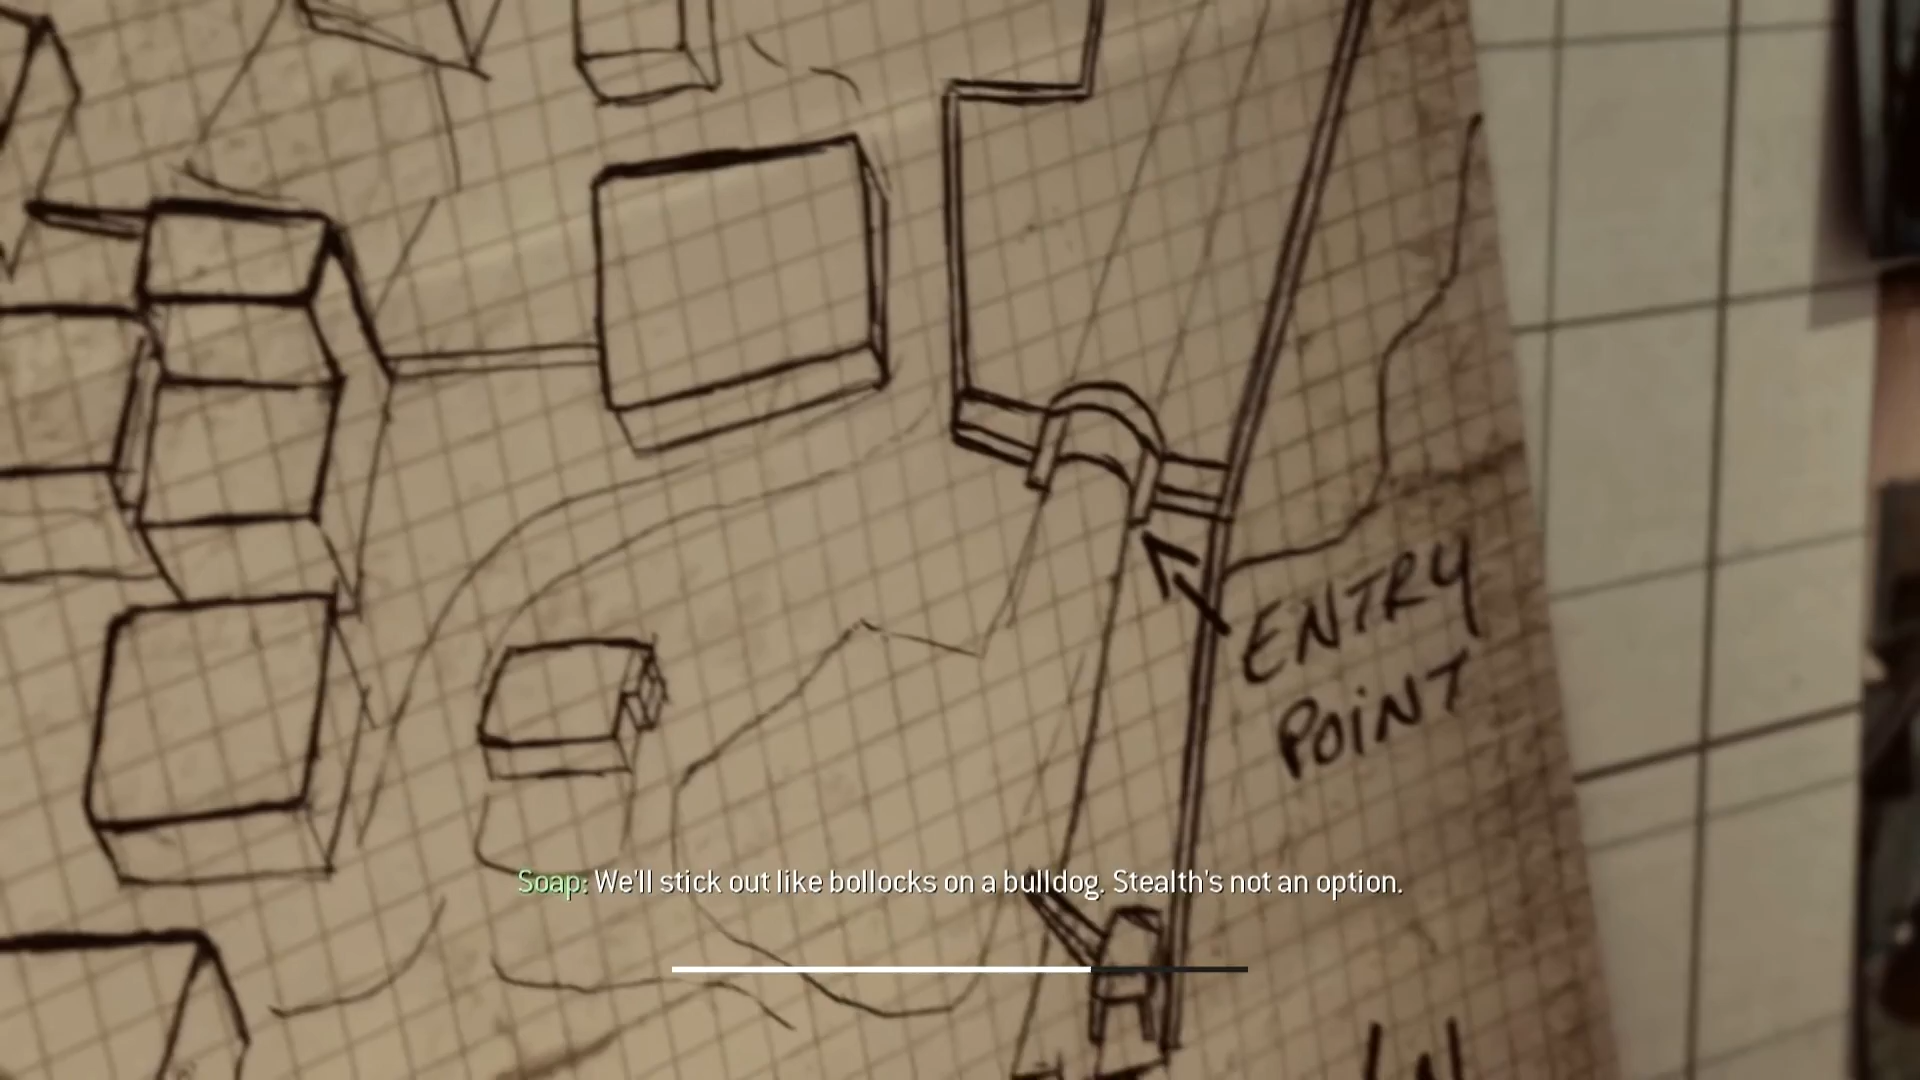 ENTRY
POINT
Soap: We'll stick out like bollocks on a bulldog. Stealth's not an option.